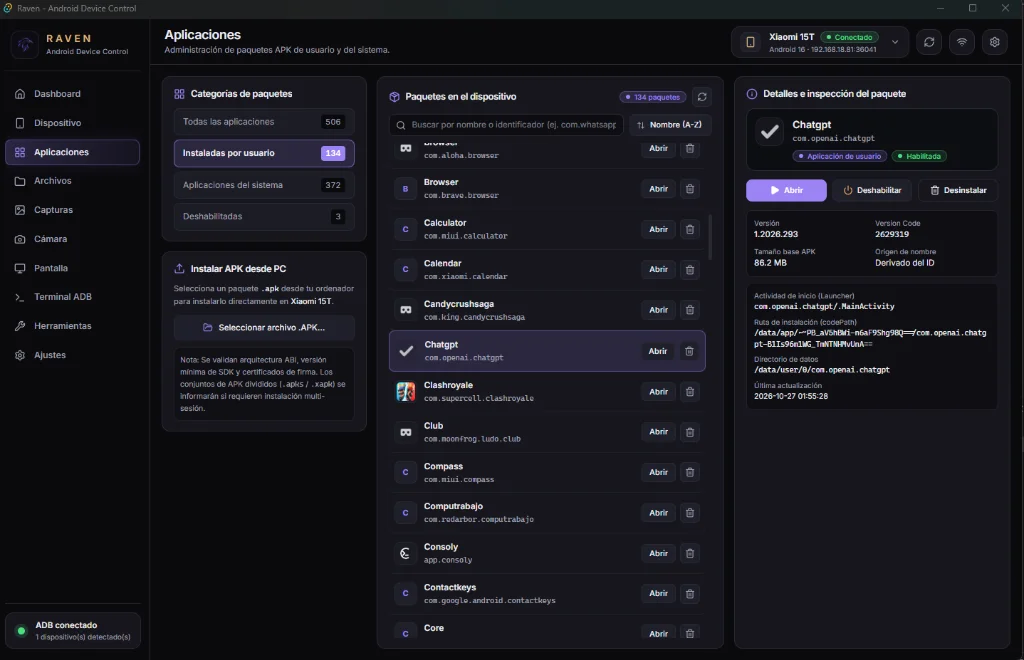 Raven - Android Device Control
RAVEN
Android Device Control
Dashboard
Dispositivo
Aplicaciones
Archivos
Capturas
Cámara
Pantalla
Terminal ADB
Herramientas
Ajustes
ADB conectado
1 dispositivo(s) detectado(s)
Aplicaciones
Administración de paquetes APK de usuario y del sistema.
Xiaomi 15T
Conectado
Android 16 · 192.168.18.81:36041
Categorías de paquetes
Todas las aplicaciones 506
Instaladas por usuario 134
Aplicaciones del sistema 372
Deshabilitadas 3
Instalar APK desde PC
Selecciona un paquete .apk desde tu ordenador
para instalarlo directamente en Xiaomi 15T.
Seleccionar archivo .APK...
Nota: Se validan arquitectura ABI, versión
mínima de SDK y certificados de firma. Los
conjuntos de APK divididos (.apks / .xapk) se
informarán si requieren instalación multi-
sesión.
Paquetes en el dispositivo
134 paquetes
Buscar por nombre o identificador (ej. com.whatsapp
Nombre (A-Z)
Browser
com.aloha.browser
Abrir
B
Browser
com.brave.browser
Abrir
C
Calculator
com.miui.calculator
Abrir
C
Calendar
com.xiaomi.calendar
Abrir
Candycrushsaga
com.king.candycrushsaga
Abrir
Chatgpt
com.openai.chatgpt
Abrir
Clashroyale
com.supercell.clashroyale
Abrir
Club
com.moonfrog.ludo.club
Abrir
C
Compass
com.miui.compass
Abrir
C
Computrabajo
com.redarbor.computrabajo
Abrir
Consoly
app.consoly
Abrir
C
Contactkeys
com.google.android.contactkeys
Abrir
C
Core
Abrir
Detalles e inspección del paquete
Chatgpt
com.openai.chatgpt
Aplicación de usuario
Habilitada
Abrir
Deshabilitar
Desinstalar
Versión
1.2026.293
Version Code
2629319
Tamaño base APK
86.2 MB
Origen de nombre
Derivado del ID
Actividad de inicio (Launcher)
com.openai.chatgpt/.MainActivity
Ruta de instalación (codePath)
/data/app/~~PB_aV5hBWi-n6aF9Shg9BQ==/com.openai.chatg
pt-B1Is96m1WG_TmNTNHMvUnA==
Directorio de datos
/data/user/0/com.openai.chatgpt
Última actualización
2026-10-27 01:55:28